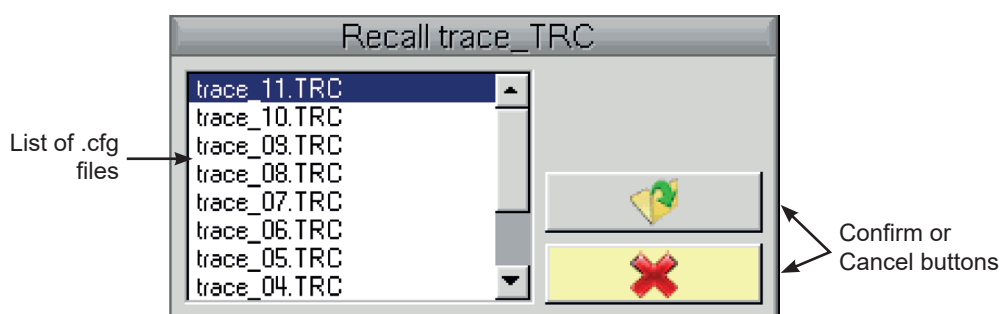 Recall trace_TRC
trace_11.TRC
trace_10.TRC
trace_09.TRC
trace_08.TRC
trace_07.TRC
trace_06.TRC
trace_05.TRC
trace_04.TRC
List of .cfg
files
Confirm or
Cancel buttons